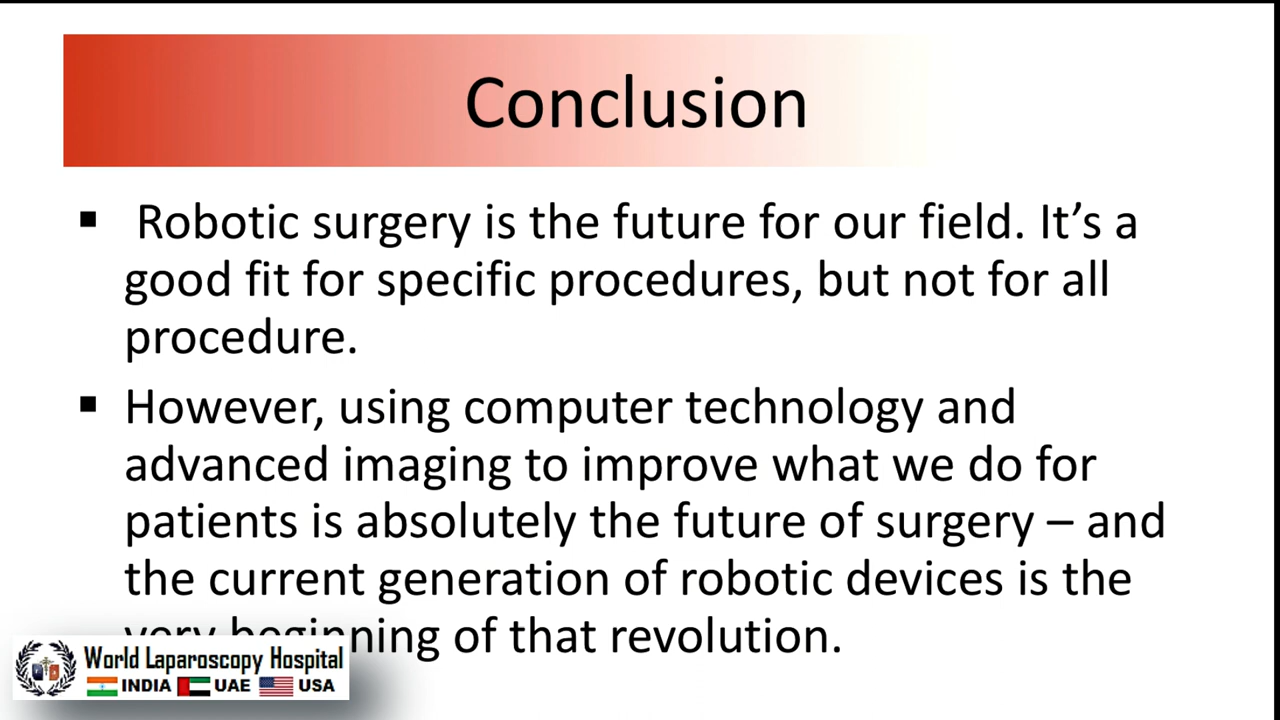 Conclusion
▪ Robotic surgery is the future for our field. It’s a
good fit for specific procedures, but not for all
procedure.
▪ However, using computer technology and
advanced imaging to improve what we do for
patients is absolutely the future of surgery – and
the current generation of robotic devices is the
very beginning of that revolution.
World Laparoscopy Hospital
INDIA UAE USA